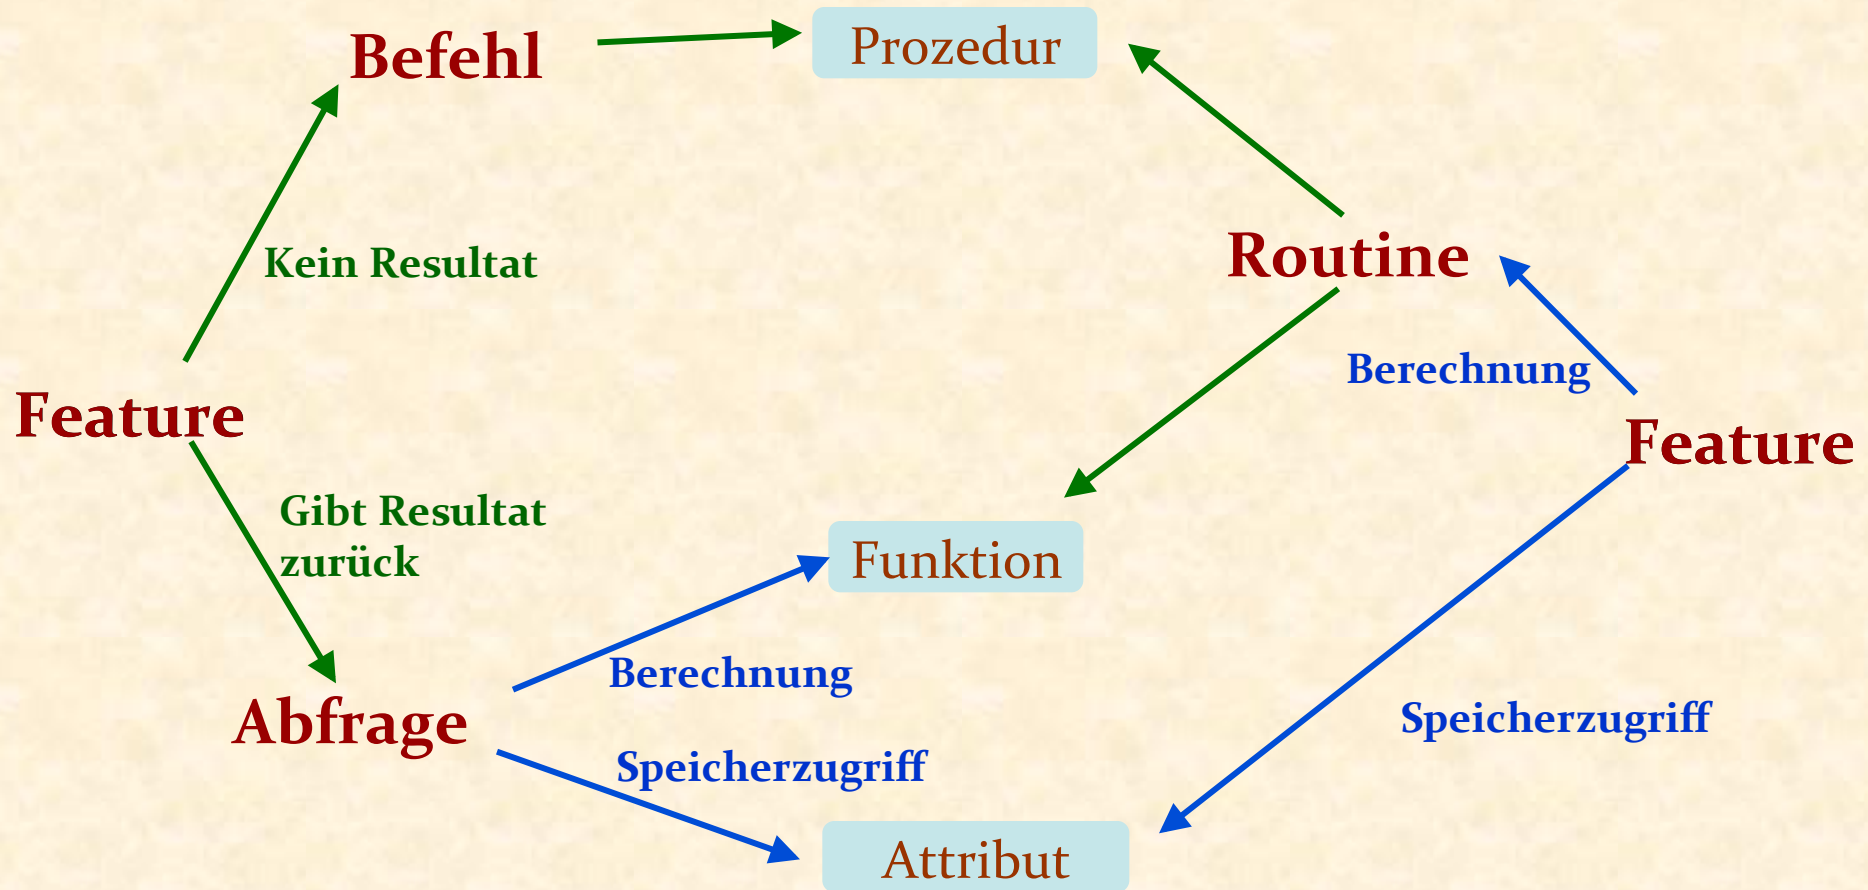 Befehl
Prozedur
Kein Resultat
Routine
Berechnung
Feature
Feature
Gibt Resultat
zurück
Funktion
Berechnung
Abfrage
Speicherzugriff
Speicherzugriff
Attribut